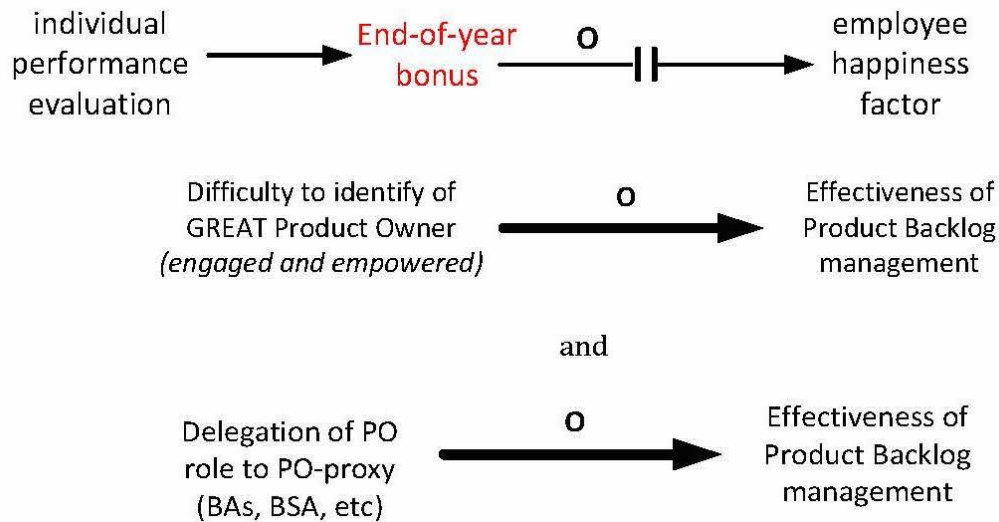 individual
performance
evaluation
End-of-year
bonus
O
employee
happiness
factor
Difficulty to identify of
GREAT Product Owner
(engaged and empowered)
O
Effectiveness of
Product Backlog
management
and
Delegation of PO
role to PO-proxy
(BAs, BSA, etc)
O
Effectiveness of
Product Backlog
management